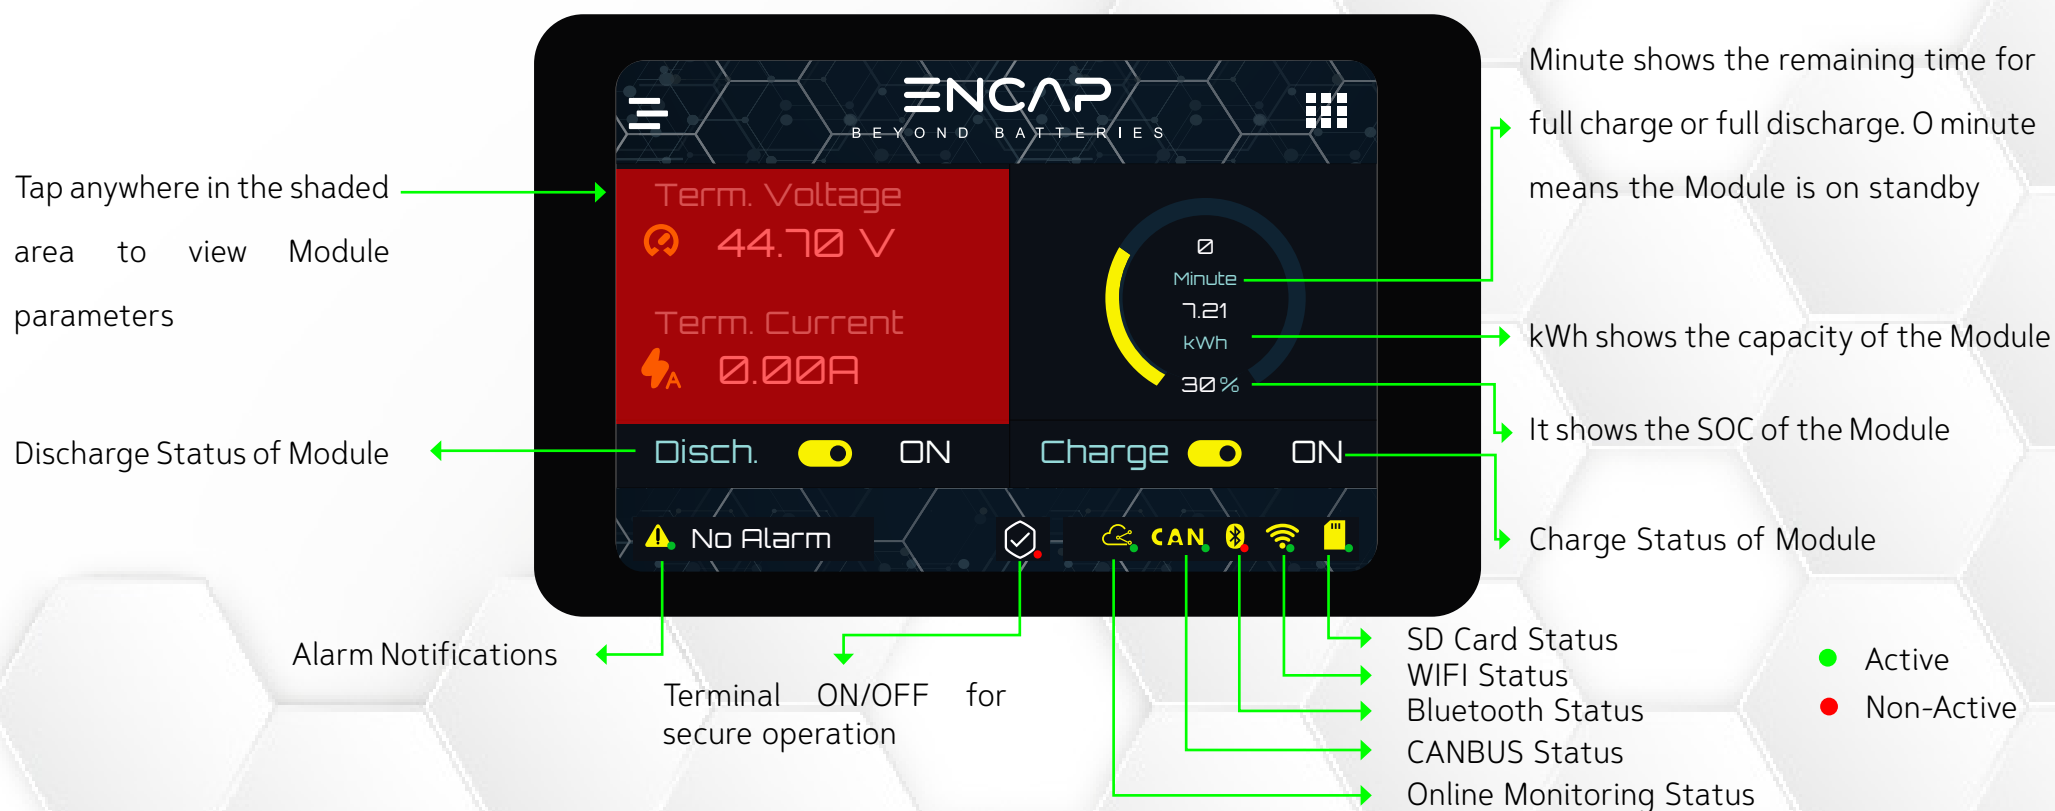 ENCAP
BEYOND BATTERIES
Tap anywhere in the shaded
area to view Module
parameters
Discharge Status of Module
Term. Voltage
44.70 V
Term. Current
A
0.00A
0
Minute
7.21
kWh
30%
Disch. ON
Charge ON
No Alarm
CAN
Minute shows the remaining time for
full charge or full discharge. O minute
means the Module is on standby
kWh shows the capacity of the Module
It shows the SOC of the Module
Charge Status of Module
Alarm Notifications
Terminal ON/OFF for
secure operation
SD Card Status
WIFI Status
Bluetooth Status
CANBUS Status
Online Monitoring Status
Active
Non-Active